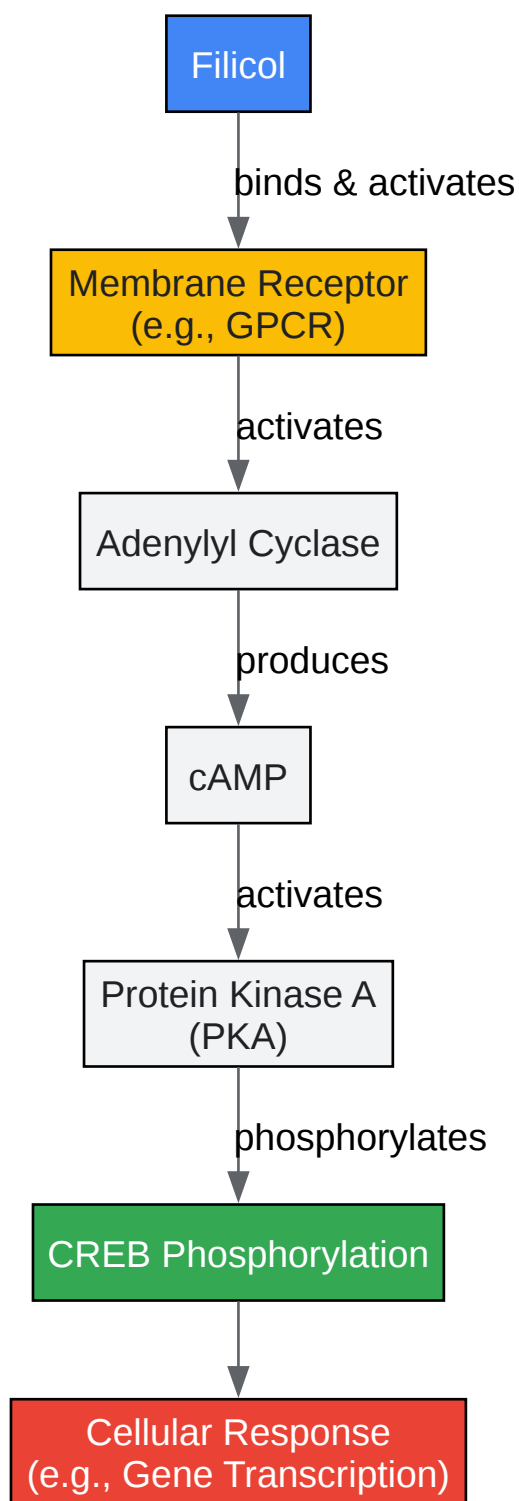 Filicol
binds & activates
Membrane Receptor
(e.g., GPCR)
activates
Adenylyl Cyclase
produces
cAMP
activates
Protein Kinase A
(PKA)
phosphorylates
CREB Phosphorylation
Cellular Response
(e.g., Gene Transcription)